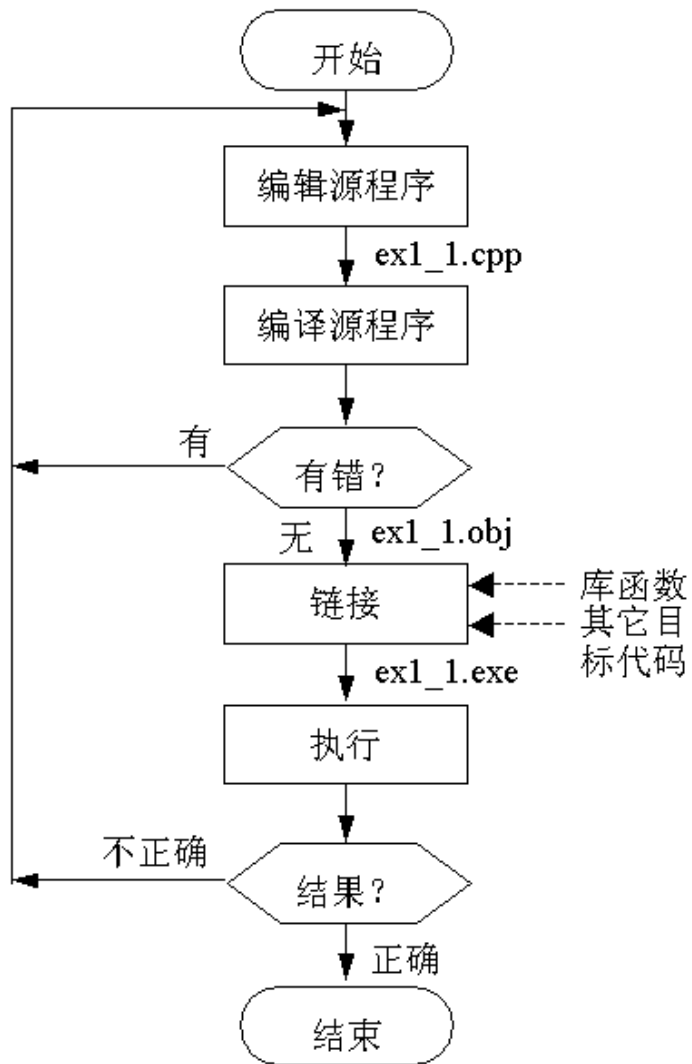 开始
编辑源程序
ex1_1.cpp
编译源程序
有
有错?
无
ex1_1.obj
链接
库函数
其它目
标代码
ex1_1.exe
执行
不正确
结果?
正确
结束